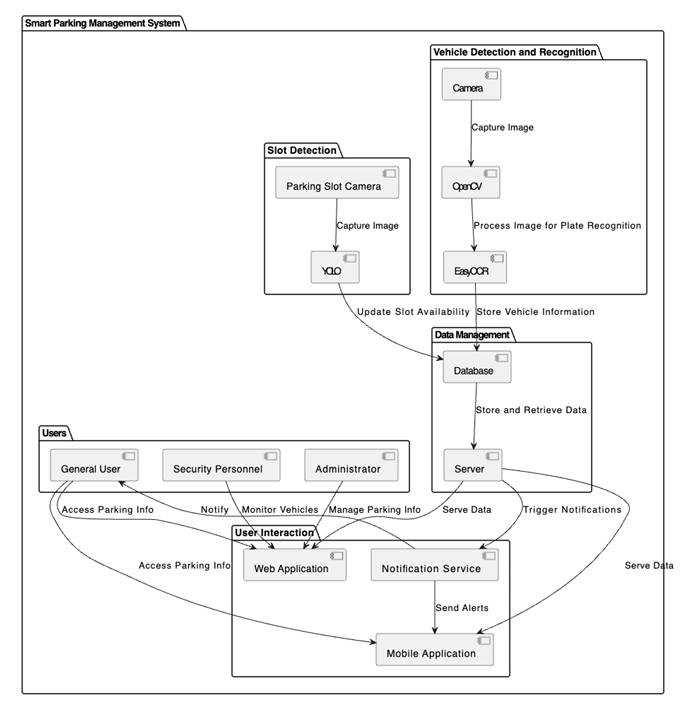 Smart Parking Management System
Vehicle Detection and Recognition
Camera
Capture Image
Slot Detection
Parking Slot Camera
OpenCV
Capture Image
Process Image for Plate Recognition
YOLO
EasyOCR
Update Slot Availability
Store Vehicle Information
Data Management
Database
Store and Retrieve Data
Users
General User
Security Personnel
Administrator
Server
Access Parking Info
Notify
Monitor Vehicles
Manage Parking Info
Serve Data
Trigger Notifications
User Interaction
Access Parking Info
Web Application
Notification Service
Serve Data
Send Alerts
Mobile Application